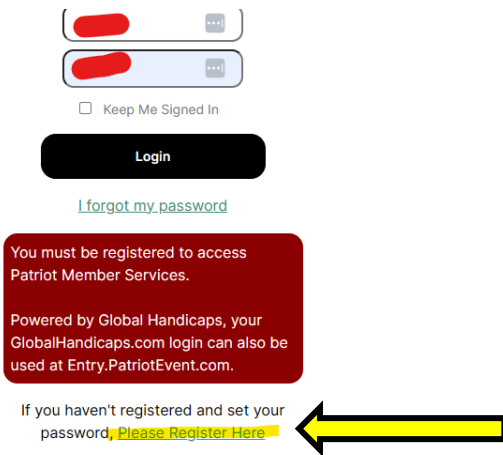 Keep Me Signed In
Login
I forgot my password
You must be registered to access
Patriot Member Services.
Powered by Global Handicaps, your
GlobalHandicaps.com login can also be
used at Entry.PatriotEvent.com.
If you haven't registered and set your
password, Please Register Here